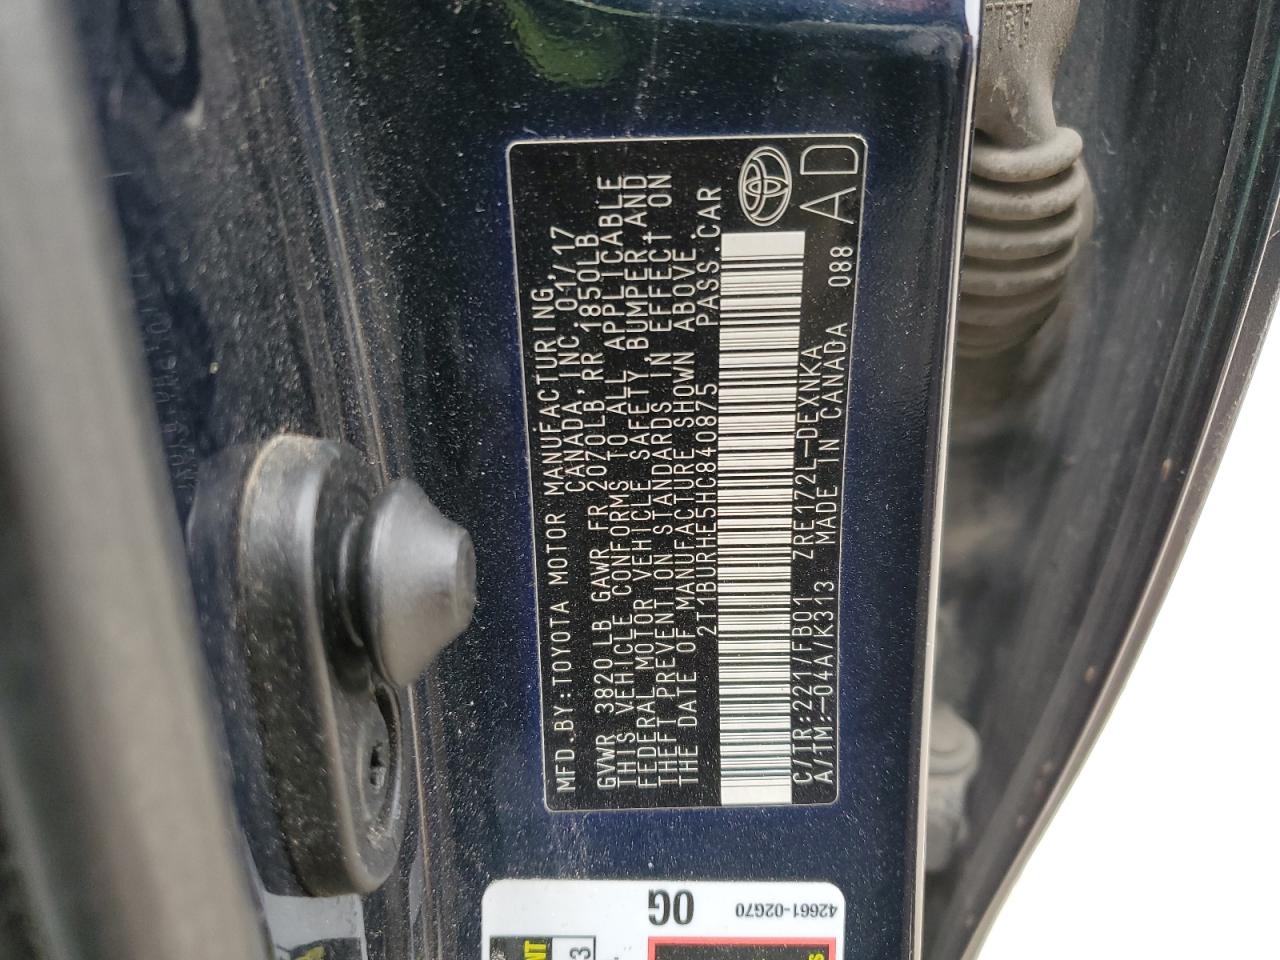 MFD.BY:TOYOTA MOTOR MANUFACTURING,
CANADA,INC. 01/17
GVWR 3820LB GAWR FR 2070LB, RR 1850LB
THIS VEHICLE CONFORMS TO ALL APPLICABLE
FEDERAL MOTOR VEHICLE SAFETY,BUMPER,AND
THEFT PREVENTION STANDARDS IN EFFECT ON
THE DATE OF MANUFACTURE SHOWN ABOVE.
2T1BURHE5HC840875 PASS.CAR
C/TR:221/FB01 ZRE172L-DEXNKA
A/TM:-04A/K313 MADE IN CANADA 088
AD
42661-02G70
0G
3